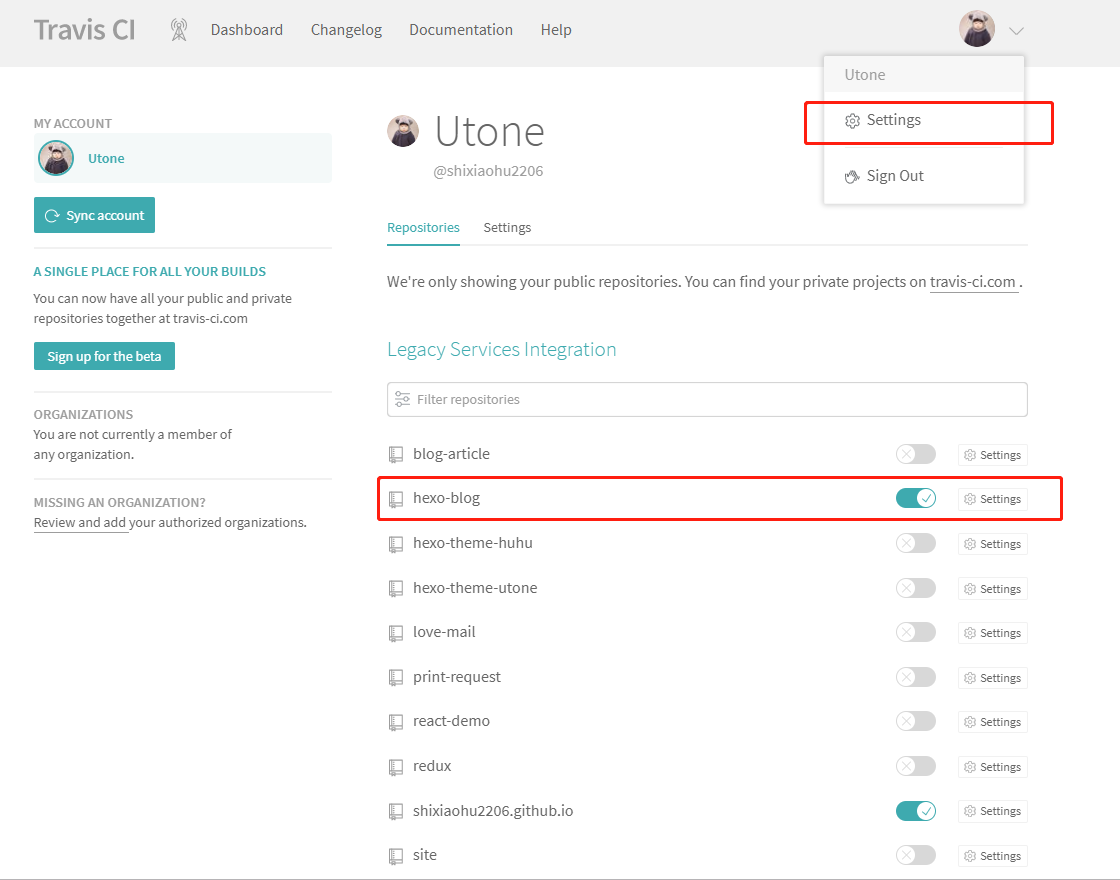 Travis CI Dashboard Changelog Documentation Help
Utone
Settings
Sign Out
MY ACCOUNT
Utone
Sync account
A SINGLE PLACE FOR ALL YOUR BUILDS
You can now have all your public and private
repositories together at travis-ci.com
Sign up for the beta
ORGANIZATIONS
You are not currently a member of
any organization.
MISSING AN ORGANIZATION?
Review and add your authorized organizations.
Utone
@shixiaohu2206
Repositories Settings
We're only showing your public repositories. You can find your private projects on travis-ci.com .
Legacy Services Integration
Filter repositories
blog-article Settings
hexo-blog Settings
hexo-theme-huhu Settings
hexo-theme-utone Settings
love-mail Settings
print-request Settings
react-demo Settings
redux Settings
shixiaohu2206.github.io Settings
site Settings